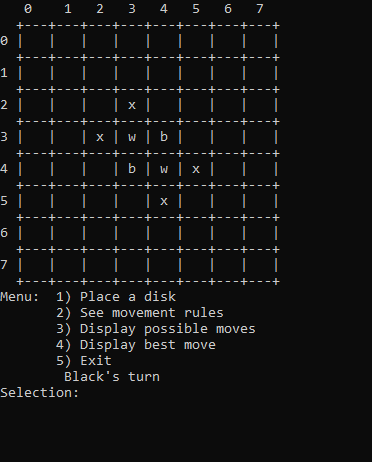 0 1 2 3 4 5 6 7
+---+---+---+---+---+---+---+---+
0 | | | | | | | | |
+---+---+---+---+---+---+---+---+
1 | | | | | | | | |
+---+---+---+---+---+---+---+---+
2 | | | | x | | | | |
+---+---+---+---+---+---+---+---+
3 | | | x | w | b | | | |
+---+---+---+---+---+---+---+---+
4 | | | | b | w | x | | |
+---+---+---+---+---+---+---+---+
5 | | | | | x | | | |
+---+---+---+---+---+---+---+---+
6 | | | | | | | | |
+---+---+---+---+---+---+---+---+
7 | | | | | | | | |
+---+---+---+---+---+---+---+---+
Menu: 1) Place a disk
2) See movement rules
3) Display possible moves
4) Display best move
5) Exit
Black's turn
Selection: